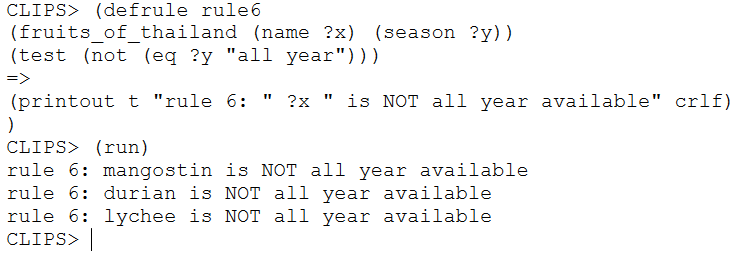 CLIPS> (defrule rule6
(fruits_of_thailand (name ?x) (season ?y))
(test (not (eq ?y "all year")))
=>
(printout t "rule 6: " ?x " is NOT all year available" crlf)
)
CLIPS> (run)
rule 6: mangostin is NOT all year available
rule 6: durian is NOT all year available
rule 6: lychee is NOT all year available
CLIPS>